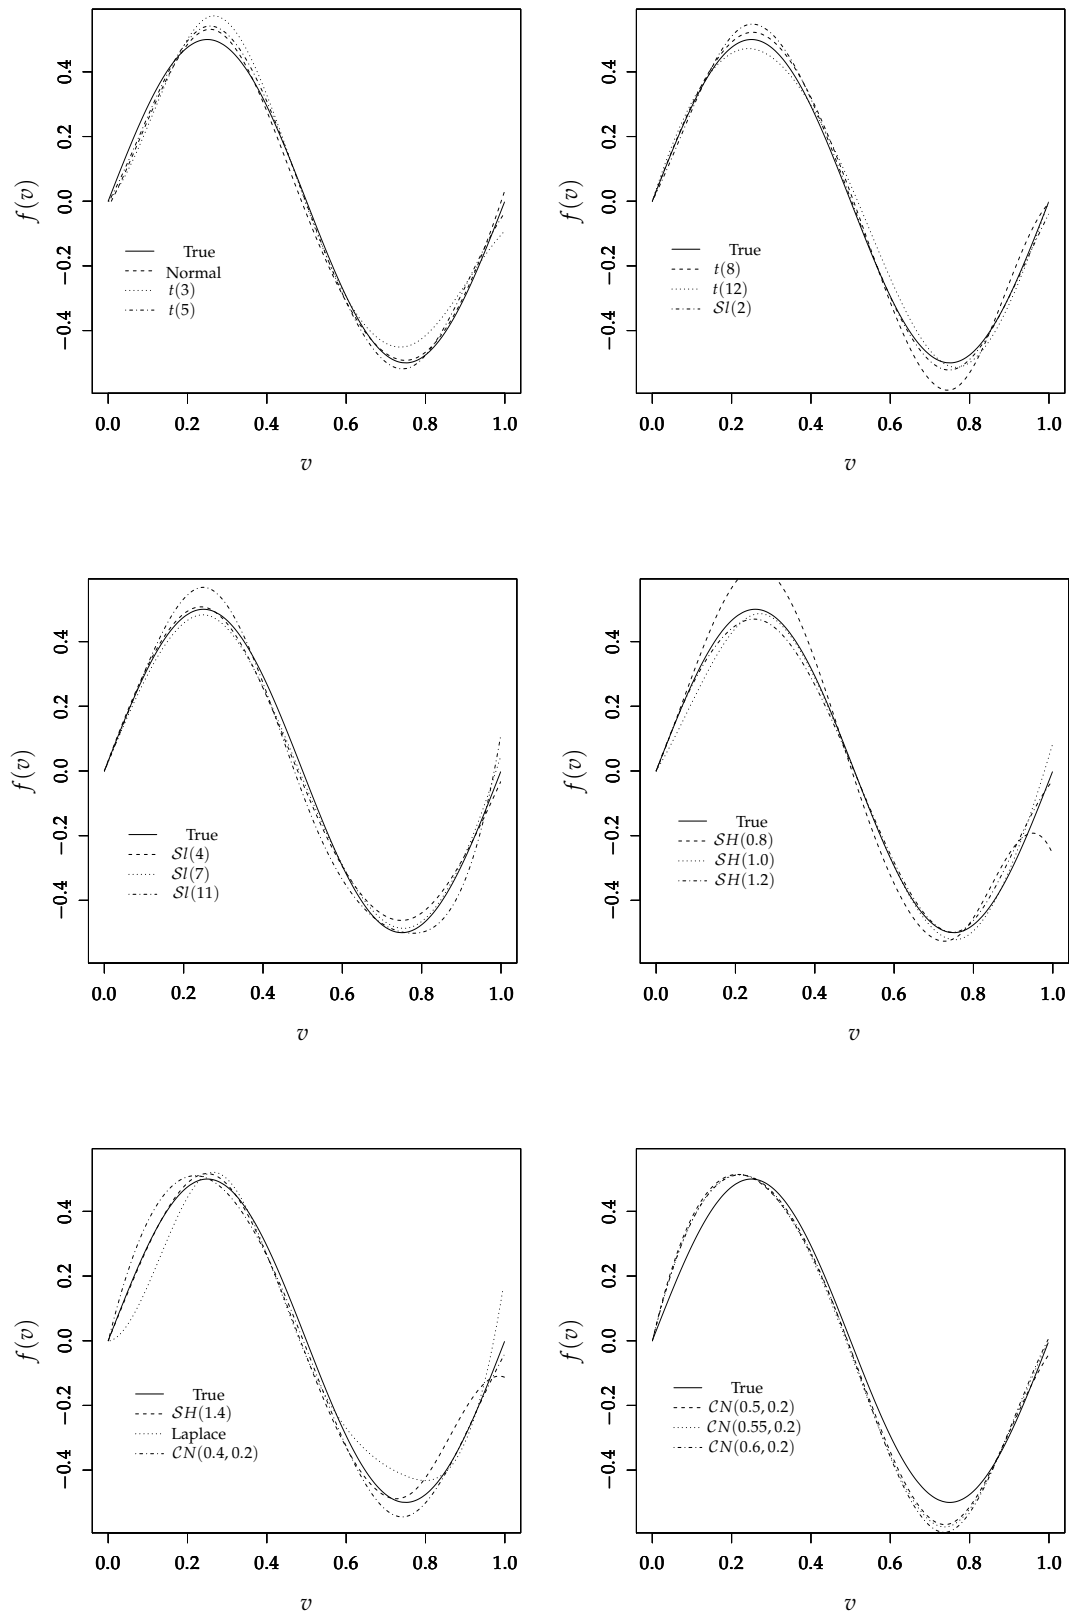 0.4
0.2
0.0
−0.2
−0.4
f(v)
True
Normal
t(3)
t(5)
0.0 0.2 0.4 0.6 0.8 1.0
v
0.4
0.2
0.0
−0.2
−0.4
f(v)
True
t(8)
t(12)
Sl(2)
0.0 0.2 0.4 0.6 0.8 1.0
v
0.4
0.2
0.0
−0.2
−0.4
f(v)
True
Sl(4)
Sl(7)
Sl(11)
0.0 0.2 0.4 0.6 0.8 1.0
v
0.4
0.2
0.0
−0.2
−0.4
f(v)
True
SH(0.8)
SH(1.0)
SH(1.2)
0.0 0.2 0.4 0.6 0.8 1.0
v
0.4
0.2
0.0
−0.2
−0.4
f(v)
True
SH(1.4)
Laplace
CN(0.4, 0.2)
0.0 0.2 0.4 0.6 0.8 1.0
v
0.4
0.2
0.0
−0.2
−0.4
f(v)
True
CN(0.5, 0.2)
CN(0.55, 0.2)
CN(0.6, 0.2)
0.0 0.2 0.4 0.6 0.8 1.0
v